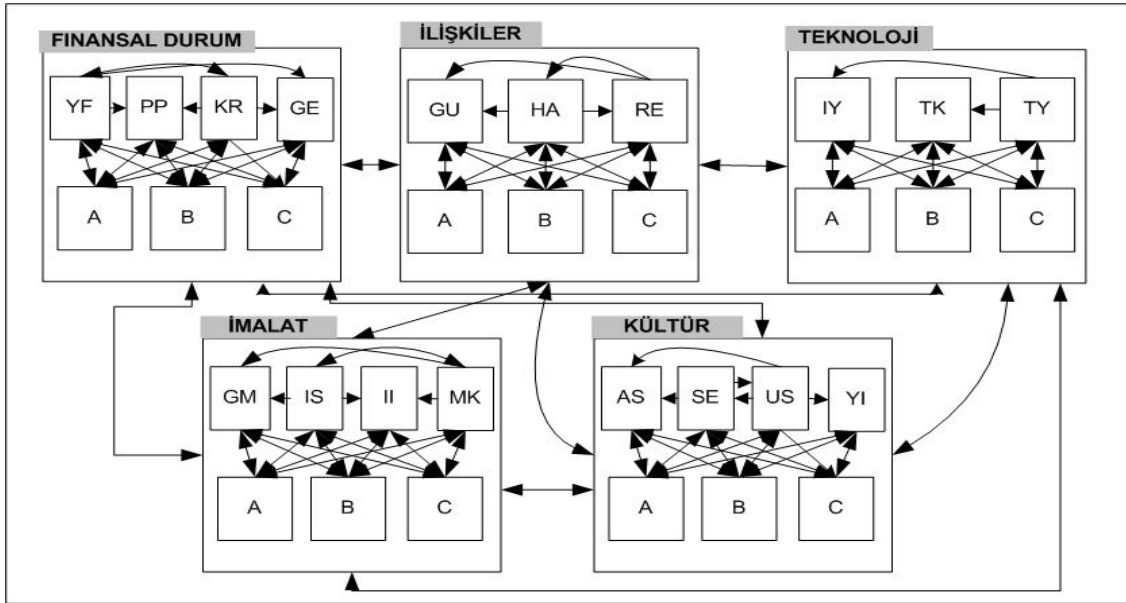 FINANSAL DURUM
YF PP KR GE
A B C
İLİŞKİLER
GU HA RE
A B C
TEKNOLOJİ
IY TK TY
A B C
İMALAT
GM IS II MK
A B C
KÜLTÜR
AS SE US YI
A B C